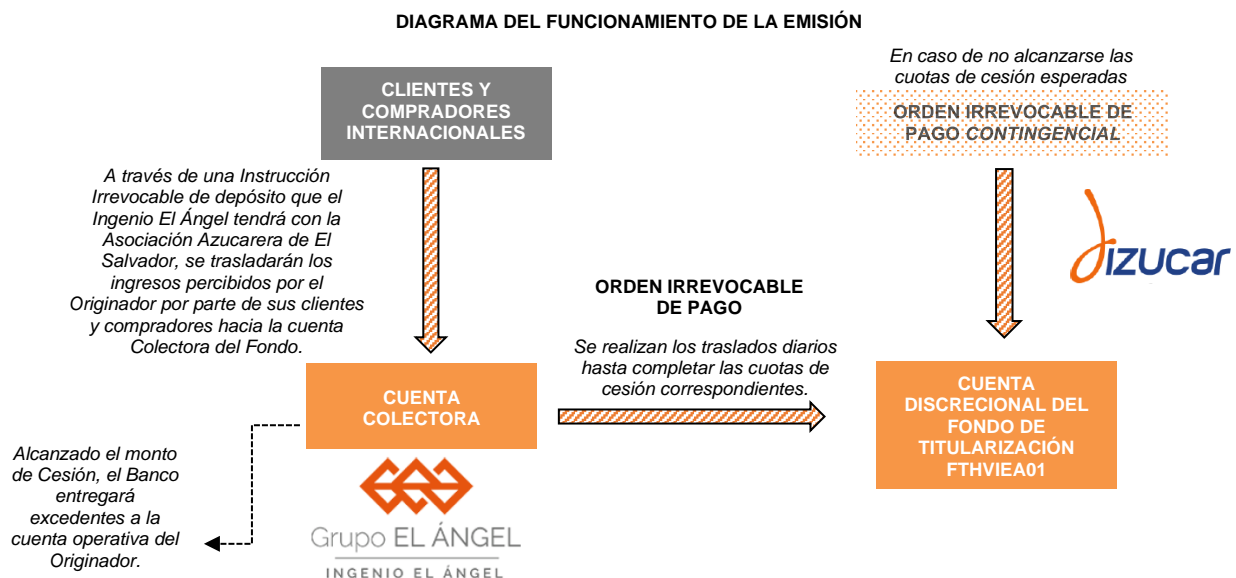 DIAGRAMA DEL FUNCIONAMIENTO DE LA EMISIÓN
CLIENTES Y
COMPRADORES
INTERNACIONALES
En caso de no alcanzarse las
cuotas de cesión esperadas
ORDEN IRREVOCABLE DE
PAGO CONTINGENCIAL
A través de una Instrucción
Irrevocable de depósito que el
Ingenio El Ángel tendrá con la
Asociación Azucarera de El
Salvador, se trasladarán los
ingresos percibidos por el
Originador por parte de sus clientes
y compradores hacia la cuenta
Colectora del Fondo.
dizucar
ORDEN IRREVOCABLE
DE PAGO
Se realizan los traslados diarios
hasta completar las cuotas de
cesión correspondientes.
CUENTA
COLECTORA
CUENTA
DISCRECIONAL DEL
FONDO DE
TITULARIZACIÓN
FTHVIEA01
Alcanzado el monto
de Cesión, el Banco
entregará
excedentes a la
cuenta operativa del
Originador.
Grupo EL ÁNGEL
INGENIO EL ÁNGEL